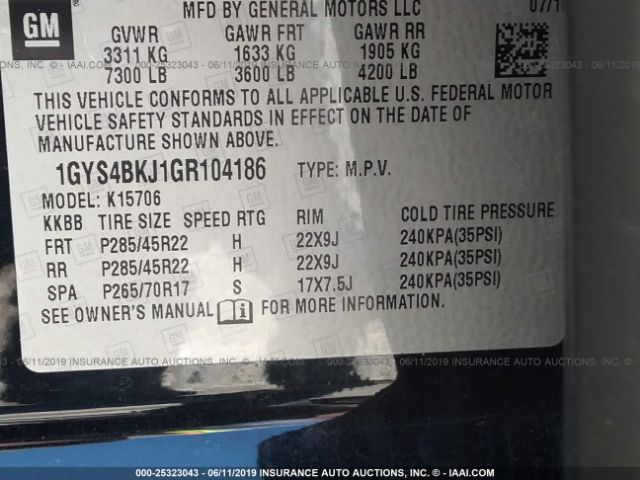 GM
MFD BY GENERAL MOTORS LLC 07/1
GVWR GAWR FRT GAWR RR
3311 KG 1633 KG 1905 KG
7300 LB 3600 LB 4200 LB
THIS VEHICLE CONFORMS TO ALL APPLICABLE U.S. FEDERAL MOTOR
VEHICLE SAFETY STANDARDS IN EFFECT ON THE DATE OF
MANUFACTURE SHOWN ABOVE.
1GYS4BKJ1GR104186 TYPE: M.P.V.
MODEL: K15706
KKBB TIRE SIZE SPEED RTG RIM COLD TIRE PRESSURE
FRT P285/45R22 H 22X9J 240KPA(35PSI)
RR P285/45R22 H 22X9J 240KPA(35PSI)
SPA P265/70R17 S 17X7.5J 240KPA(35PSI)
SEE OWNER'S MANUAL FOR MORE INFORMATION.
000-25323043 - 06/11/2019 INSURANCE AUTO AUCTIONS, INC. - IAAI.COM